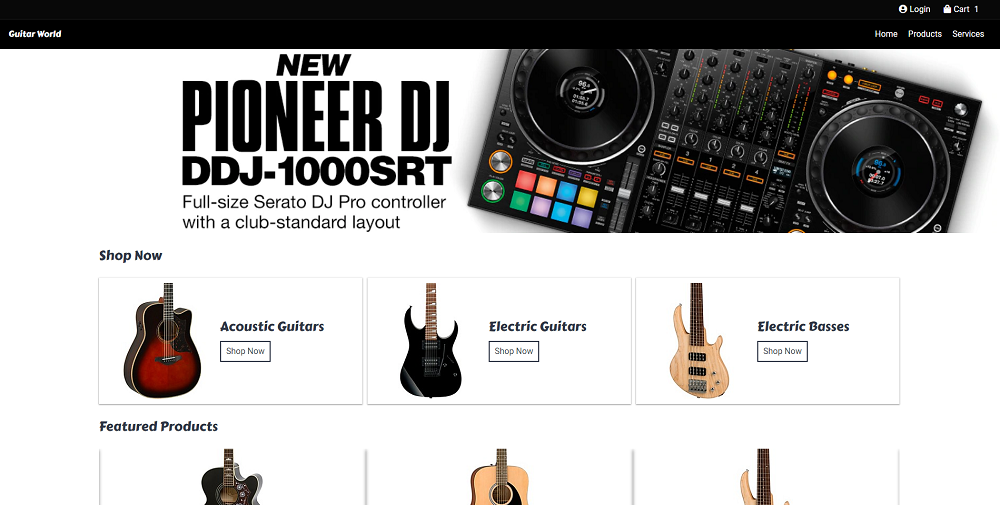 Login Cart 1
Guitar World Home Products Services
NEW
PIONEER DJ
DDJ-1000SRT
Full-size Serato DJ Pro controller
with a club-standard layout
Shop Now
Acoustic Guitars
Shop Now
Electric Guitars
Shop Now
Electric Basses
Shop Now
Featured Products